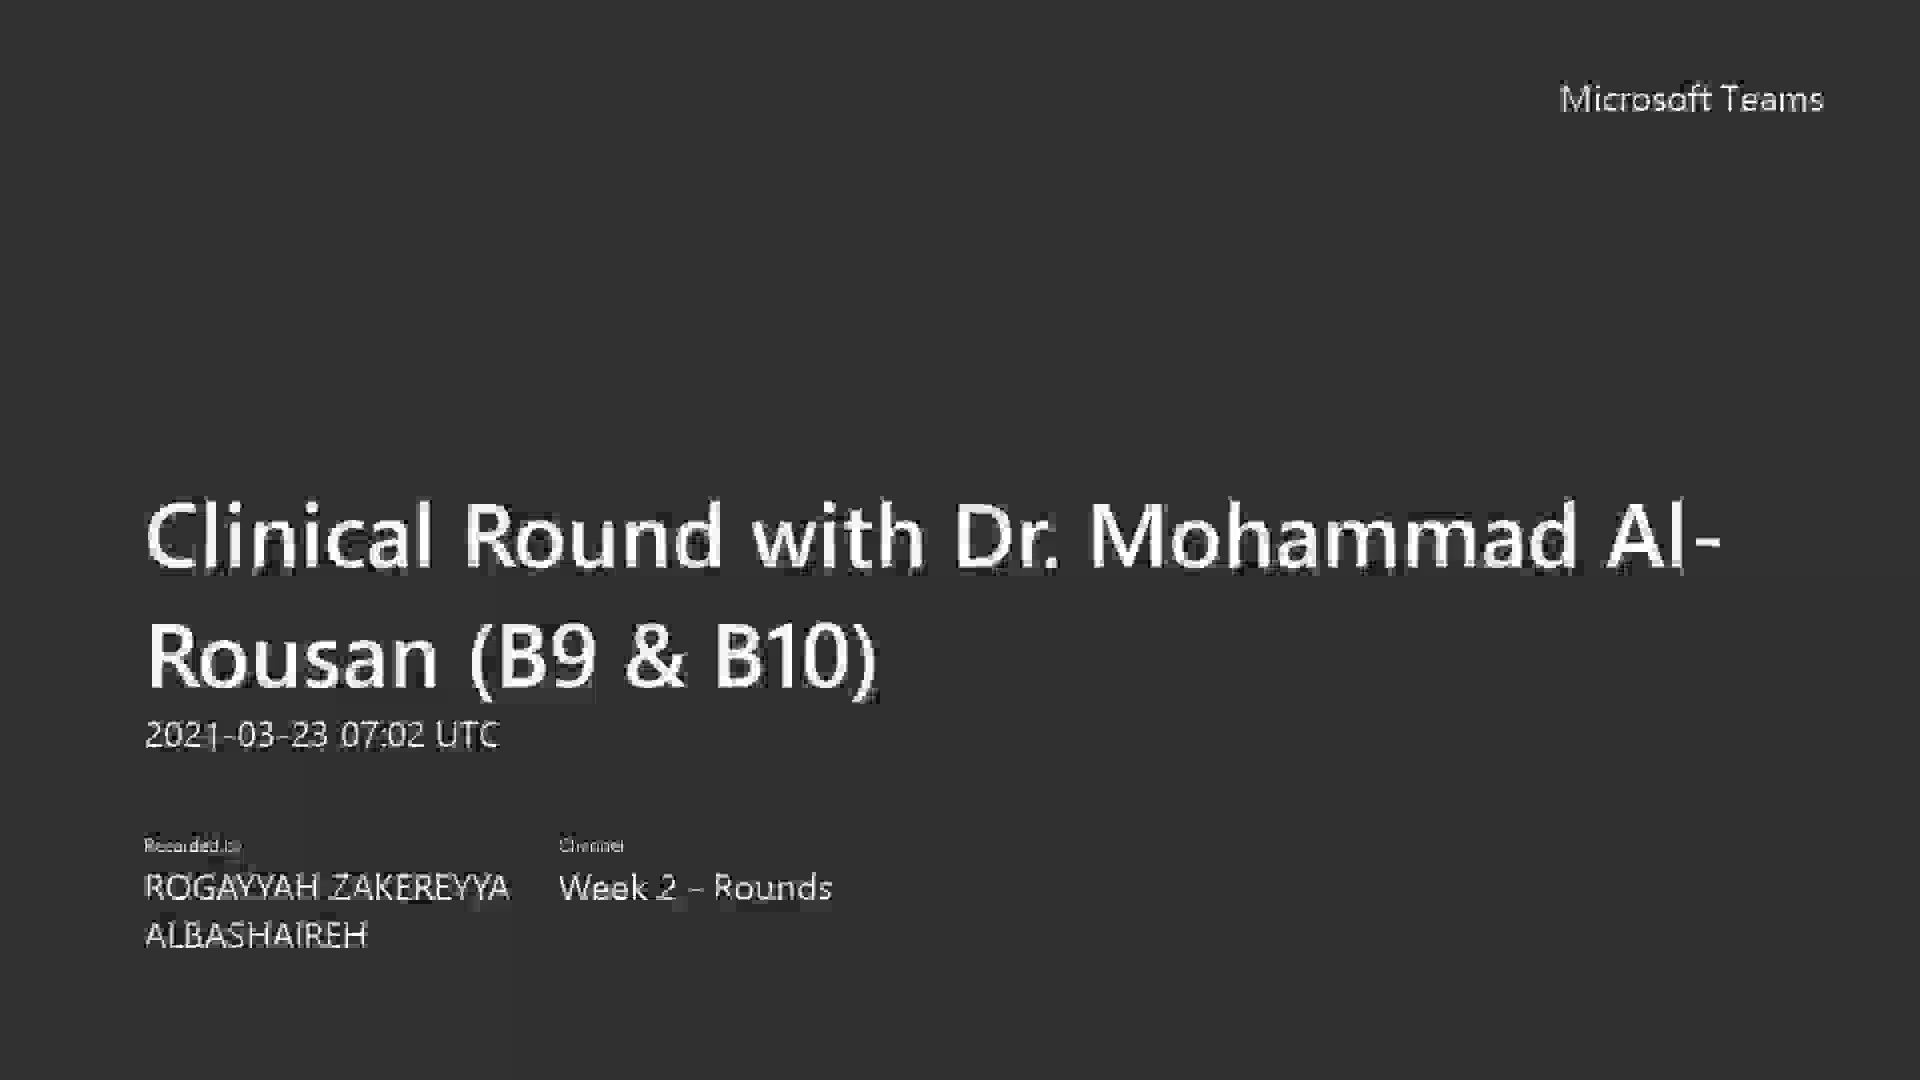 Microsoft Teams
Clinical Round with Dr. Mohammad Al-
Rousan (B9 & B10)
2021-03-23 07:02 UTC
Recorded by
Channel
ROGAYYAH ZAKEREYYA
Week 2 - Rounds
ALBASHAIREH